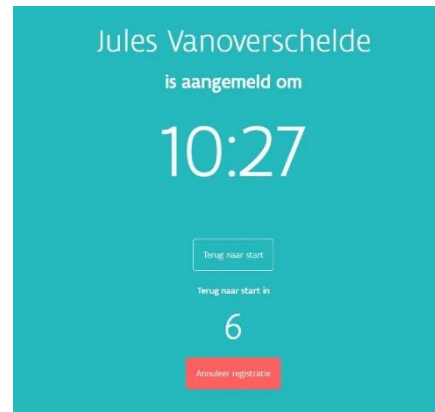 Jules Vanoverschelde
is aangemeld om
10:27
Terug naar start
Terug naar start in
6
Annuleer registratie